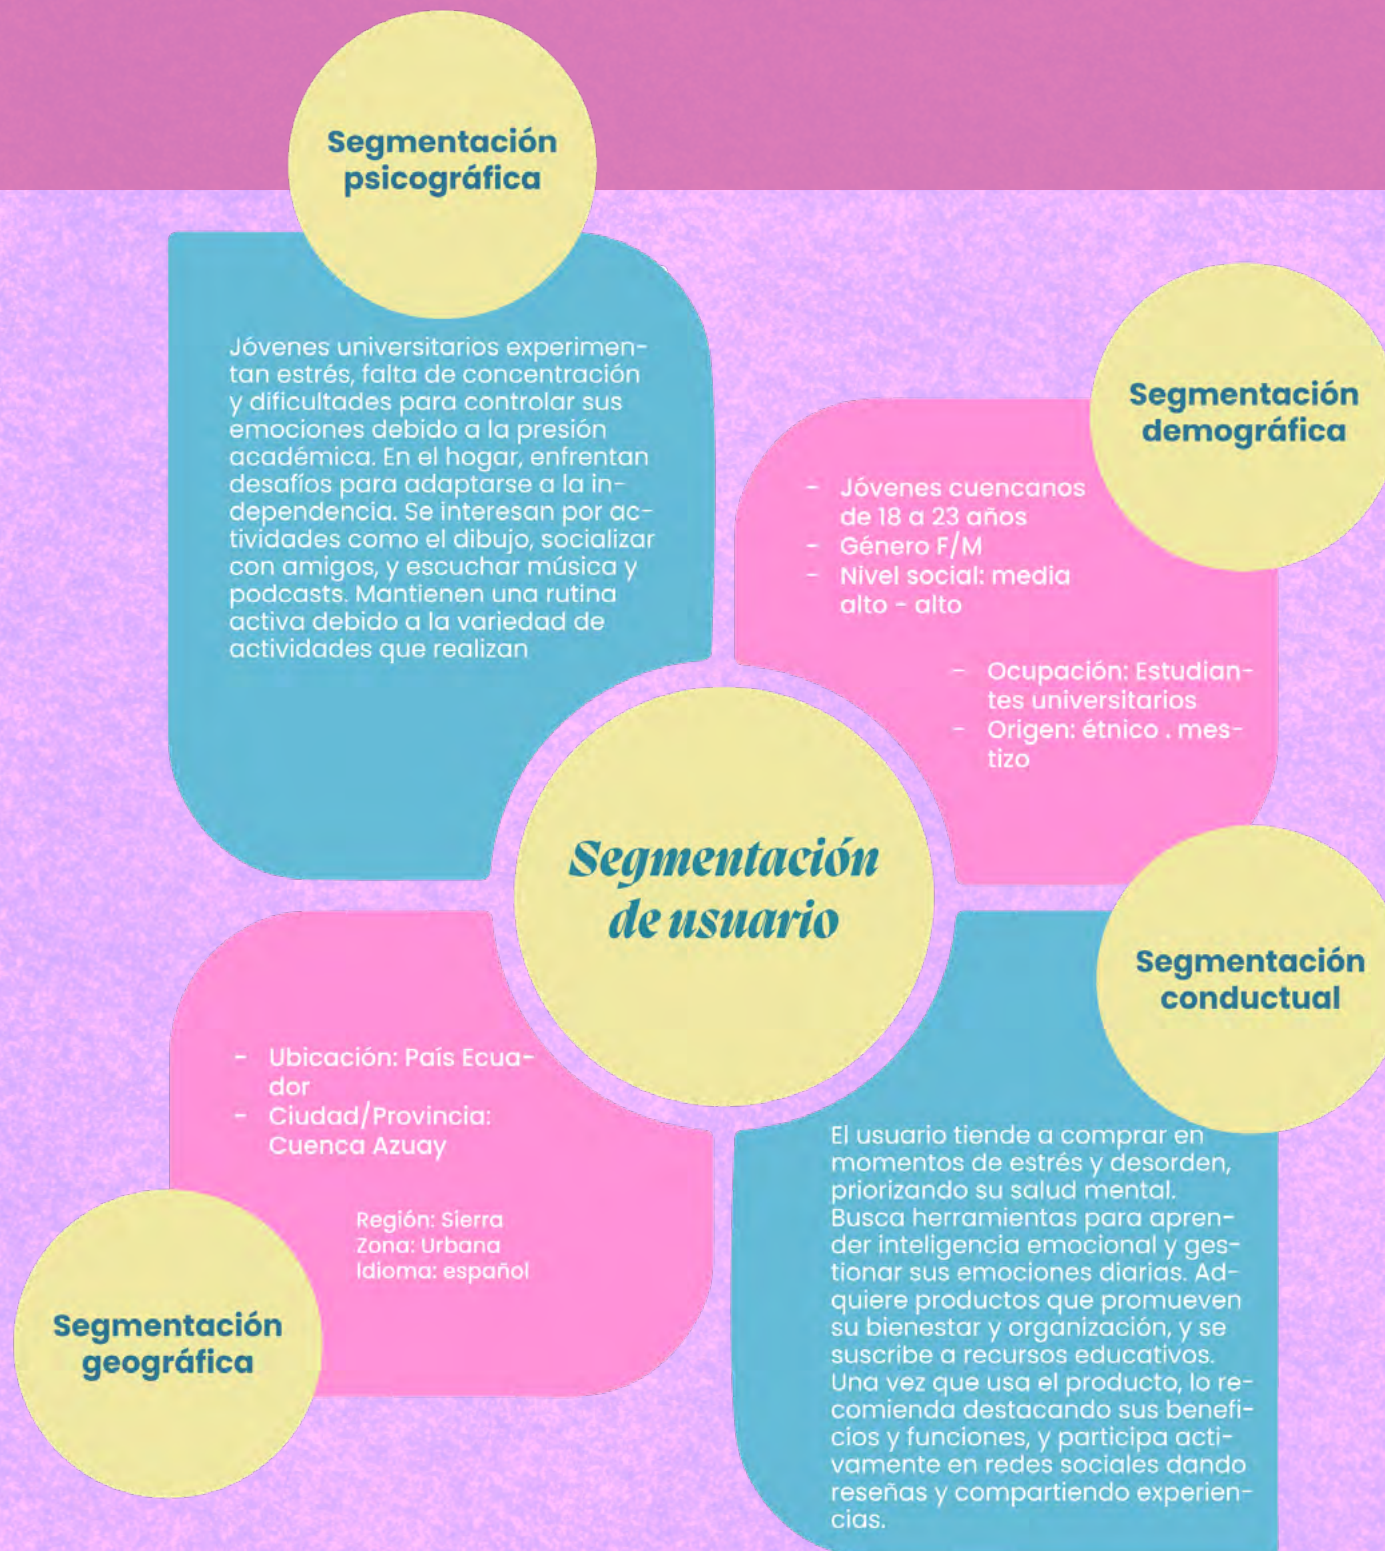 Segmentación
psicográfica
Jóvenes universitarios experimen-
tan estrés, falta de concentración
y dificultades para controlar sus
emociones debido a la presión
académica. En el hogar, enfrentan
desafíos para adaptarse a la in-
dependencia. Se interesan por ac-
tividades como el dibujo, socializar
con amigos, y escuchar música y
podcasts. Mantienen una rutina
activa debido a la variedad de
actividades que realizan
Segmentación
demográfica
- Jóvenes cuencanos
de 18 a 23 años
- Género F/M
- Nivel social: media
alto - alto
- Ocupación: Estudian-
tes universitarios
- Origen: étnico . mes-
tizo
Segmentación
de usuario
Segmentación
geográfica
- Ubicación: País Ecua-
dor
- Ciudad/Provincia:
Cuenca Azuay
Región: Sierra
Zona: Urbana
Idioma: español
Segmentación
conductual
El usuario tiende a comprar en
momentos de estrés y desorden,
priorizando su salud mental.
Busca herramientas para apren-
der inteligencia emocional y ges-
tionar sus emociones diarias. Ad-
quiere productos que promueven
su bienestar y organización, y se
suscribe a recursos educativos.
Una vez que usa el producto, lo re-
comienda destacando sus benefi-
cios y funciones, y participa acti-
vamente en redes sociales dando
reseñas y compartiendo experien-
cias.